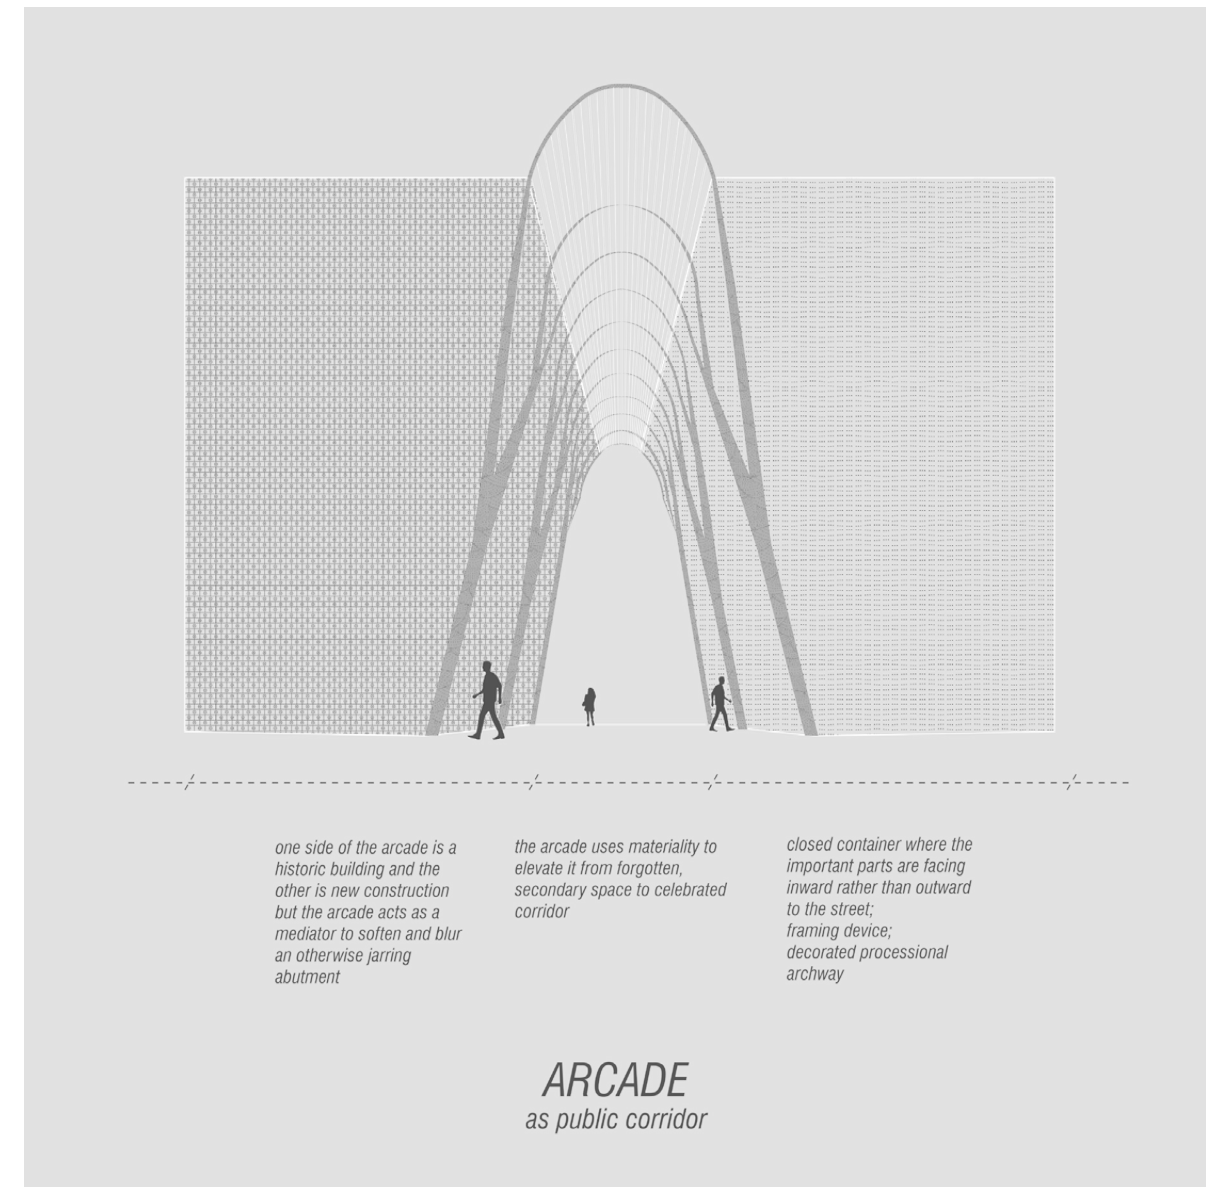 one side of the arcade is a
historic building and the
other is new construction
but the arcade acts as a
mediator to soften and blur
an otherwise jarring
abutment
the arcade uses materiality to
elevate it from forgotten,
secondary space to celebrated
corridor
closed container where the
important parts are facing
inward rather than outward
to the street;
framing device;
decorated processional
archway
ARCADE
as public corridor